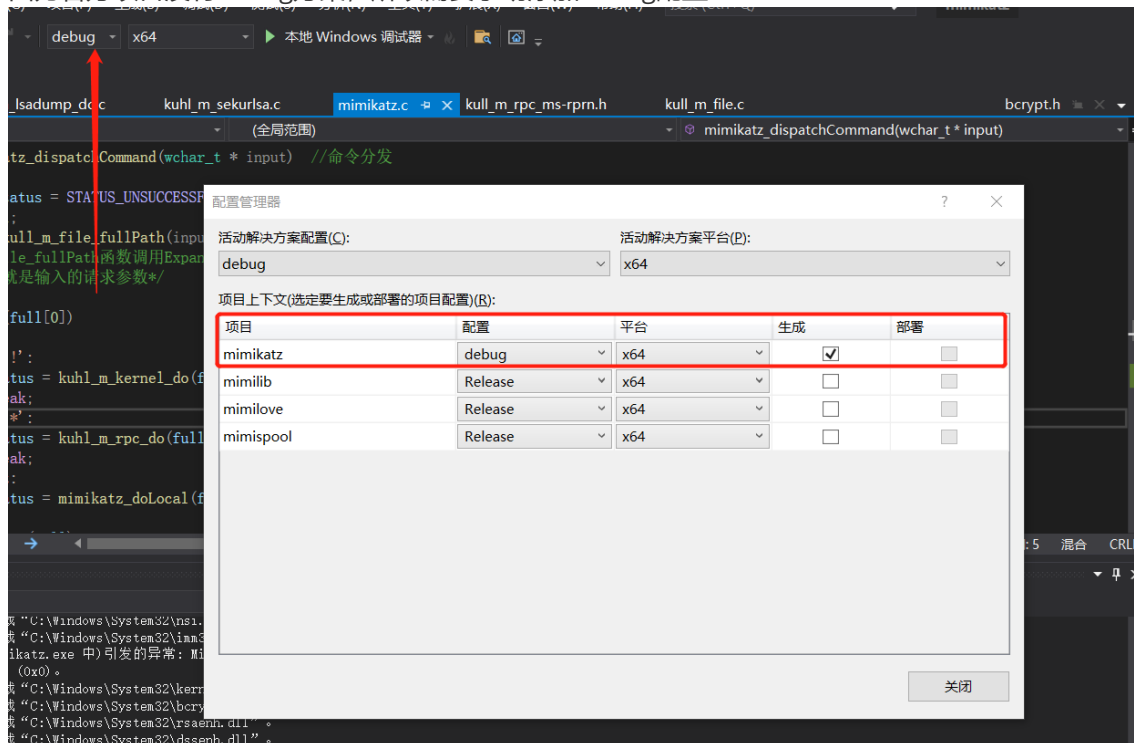 debug x64 本地 Windows 调试器
_lsadump_dc.c kuhl_m_sekurlsa.c mimikatz.c kull_m_rpc_ms-rprn.h kull_m_file.c bcrypt.h
(全局范围) mimikatz_dispatchCommand(wchar_t * input)
tz_dispatchCommand(wchar_t * input) //命令分发
atus = STATUS_UNSUCCESSF
;
kull_m_file_fullPath(inpu
le_fullPath函数调用Expan
就是输入的请求参数*/
full[0])
!':
tus = kuhl_m_kernel_do(f
ak;
*':
tus = kuhl_m_rpc_do(full
ak;
:
tus = mimikatz_doLocal(f
配置管理器 ? ×
活动解决方案配置(C): 活动解决方案平台(P):
debug x64
项目上下文(选定要生成或部署的项目配置)(R):
项目 配置 平台 生成 部署
mimikatz debug x64
mimilib Release x64
mimilove Release x64
mimispool Release x64
关闭
: 5 混合 CRL
“C:\Windows\System32\nsi.
“C:\Windows\System32\imm3
ikatz.exe 中)引发的异常: Mi
(0x0)。
“C:\Windows\System32\kern
“C:\Windows\System32\bcry
“C:\Windows\System32\rsaenh.dll”。
“C:\Windows\System32\dssenh.dll”。